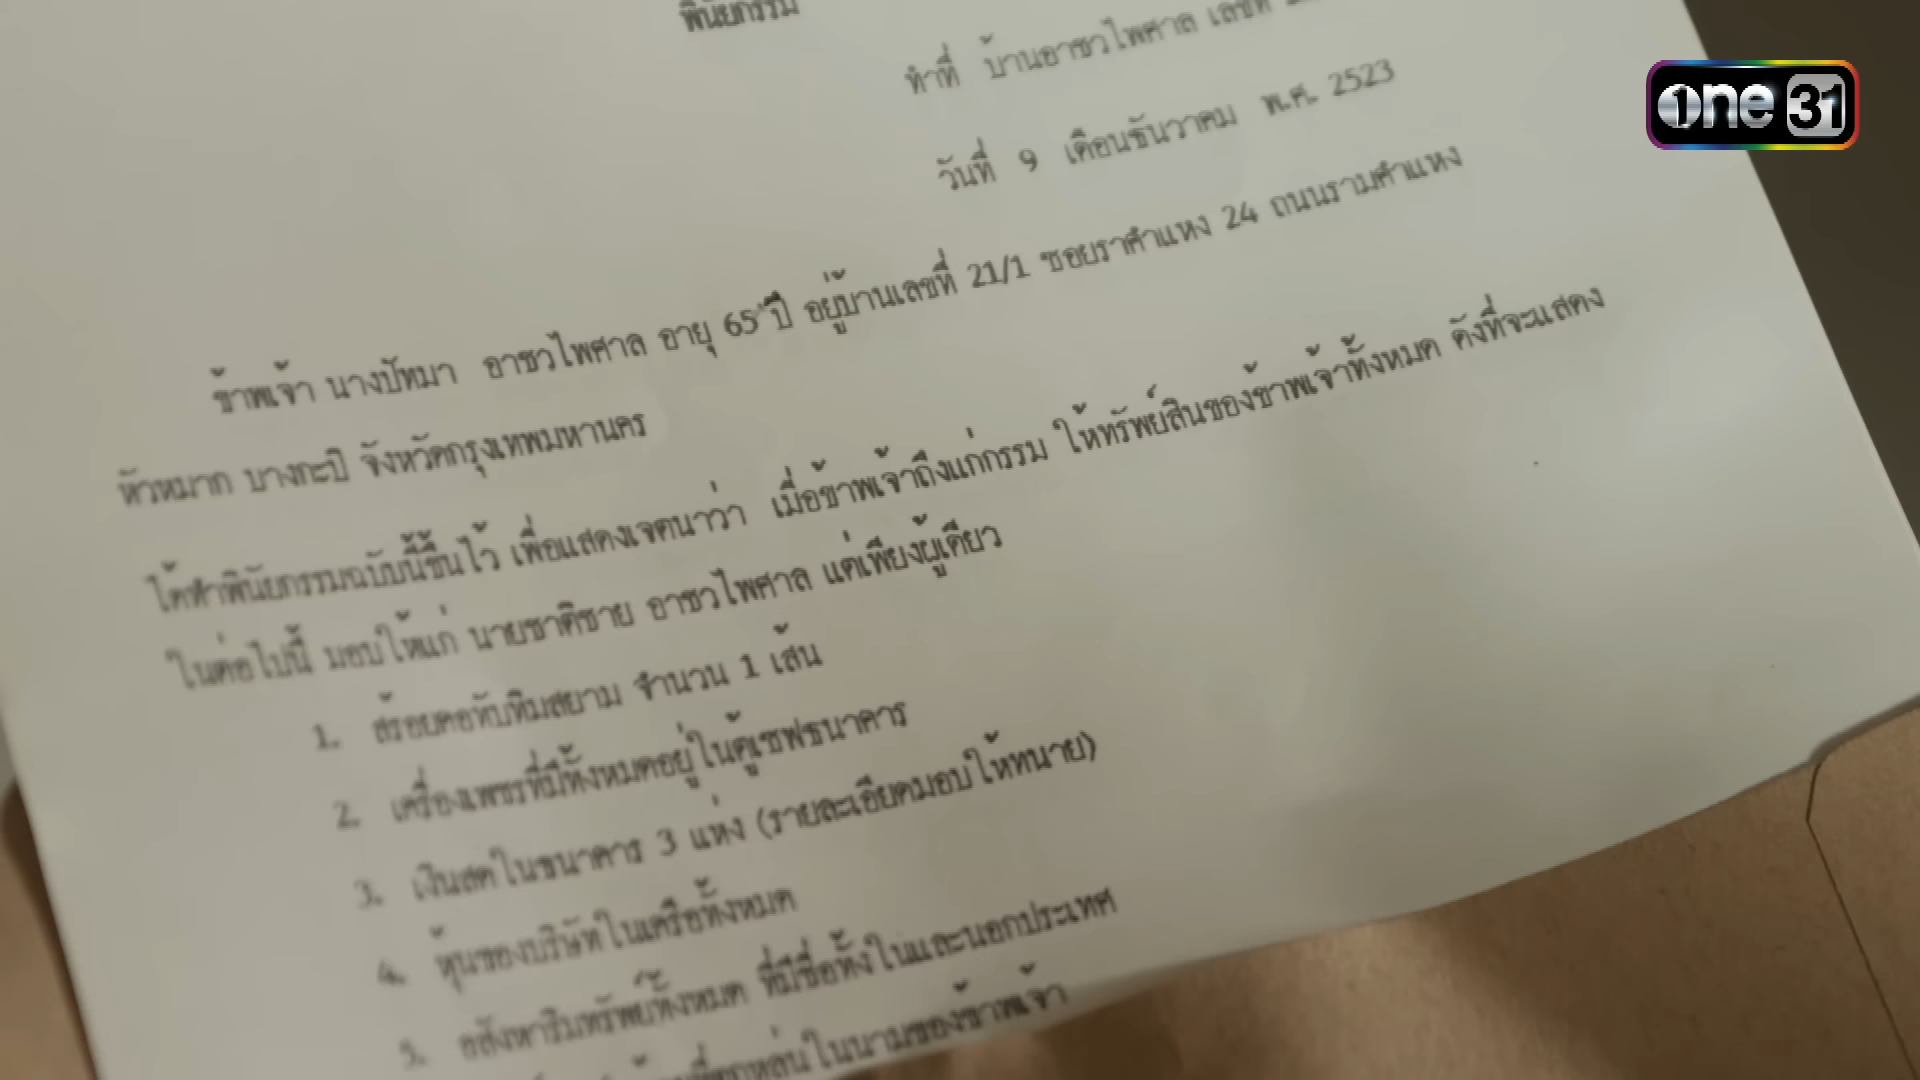 พินัยกรรม
one 31
ทำที่ บ้านอาชวไพศาล เลขที่
วันที่ 9 เดือนธันวาคม พ.ศ. 2523
ข้าพเจ้า นางปัทมา อาชวไพศาล อายุ 65 ปี อยู่บ้านเลขที่ 21/1 ซอยราคำแหง 24 ถนนรามคำแหง
หัวหมาก บางกะปิ จังหวัดกรุงเทพมหานคร
ได้ทำพินัยกรรมฉบับนี้ขึ้นไว้ เพื่อแสดงเจตนาว่า เมื่อข้าพเจ้าถึงแก่กรรม ให้ทรัพย์สินของข้าพเจ้าทั้งหมด ดังที่จะแสดง
ในต่อไปนี้ มอบให้แก่ นายชาติชาย อาชวไพศาล แต่เพียงผู้เดียว
1. สร้อยคอทับทิมสยาม จำนวน 1 เส้น
2. เครื่องเพชรที่มีทั้งหมดอยู่ในตู้เซฟธนาคาร
3. เงินสดในธนาคาร 3 แห่ง (รายละเอียดมอบให้ทนาย)
4. หุ้นของบริษัทในเครือทั้งหมด
5. อสังหาริมทรัพย์ทั้งหมด ที่มีชื่อทั้งในและนอกประเทศ
ในนามของข้าพเจ้า